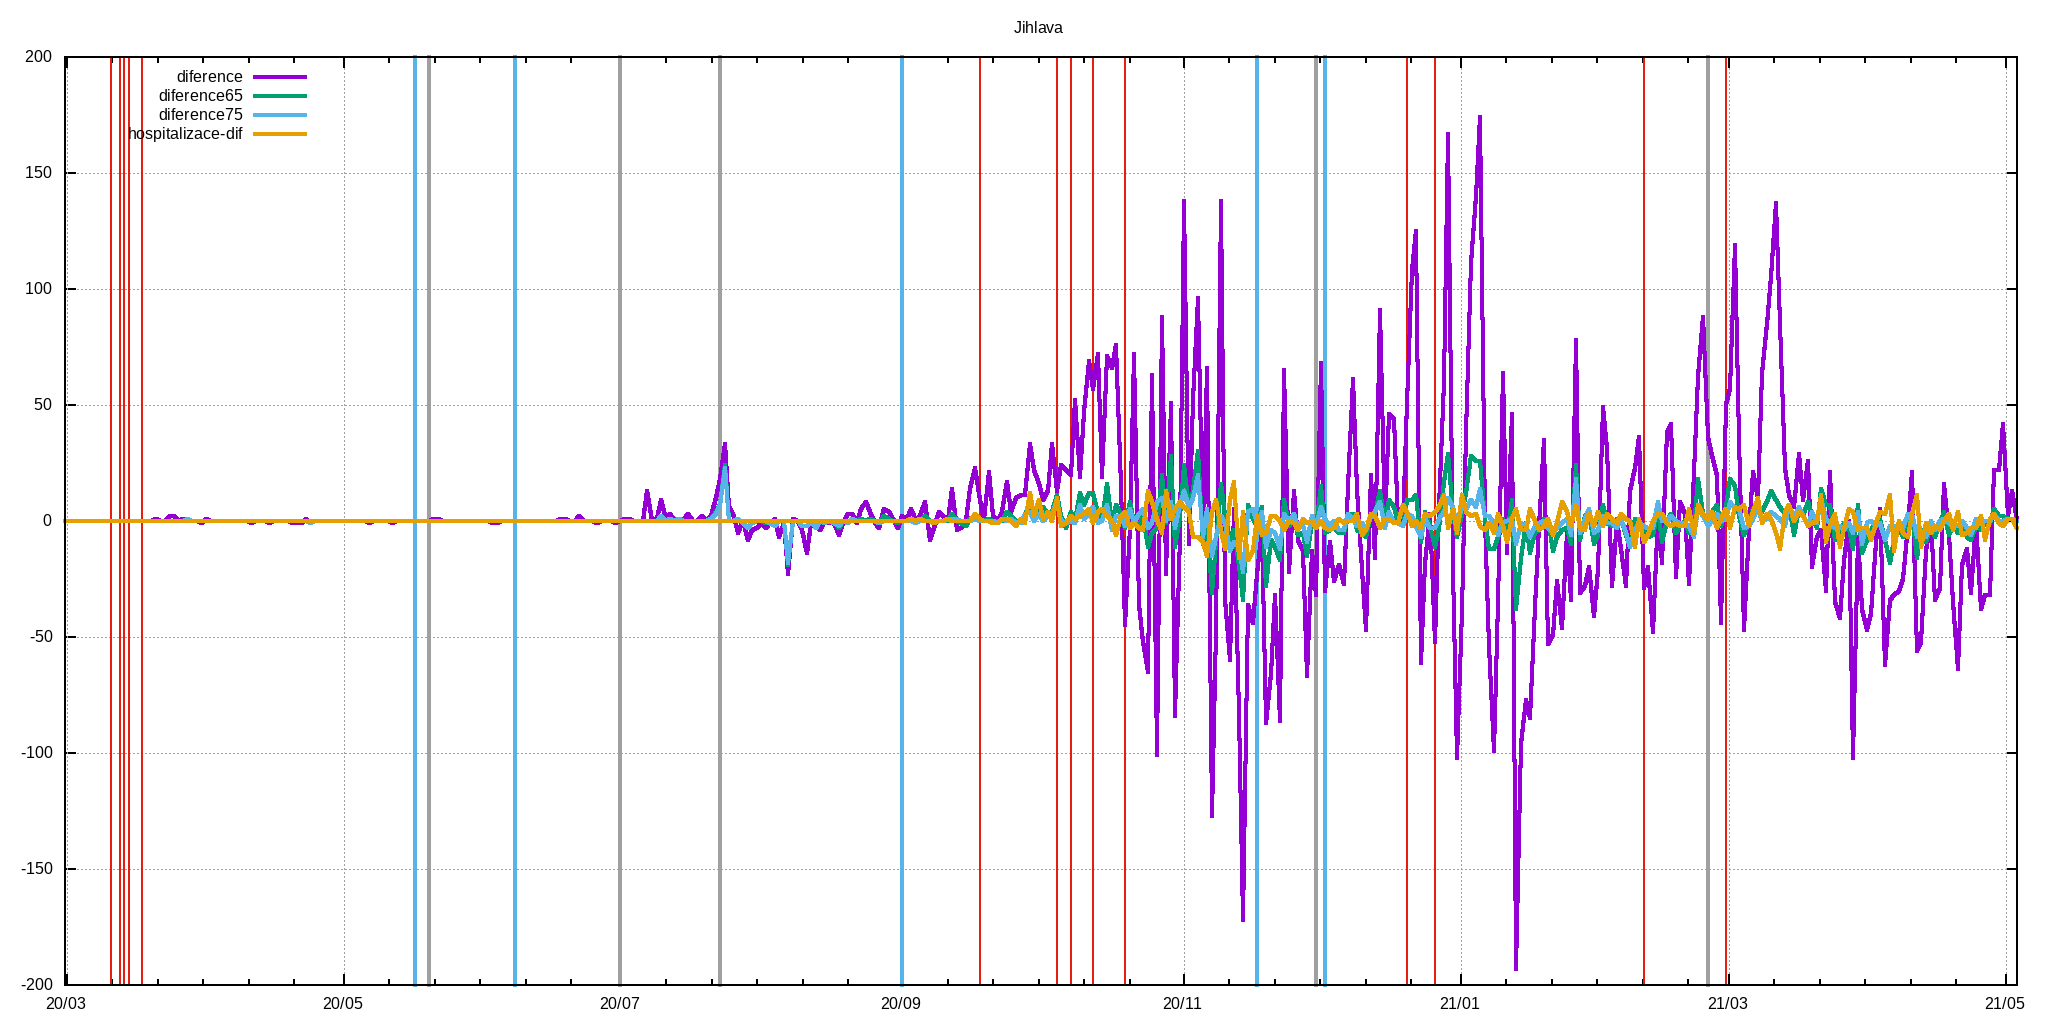 Jihlava
200
150
100
50
0
-50
-100
-150
-200
diference
diference65
diference75
hospitalizace-dif
20/03 20/05 20/07 20/09 20/11 21/01 21/03 21/05